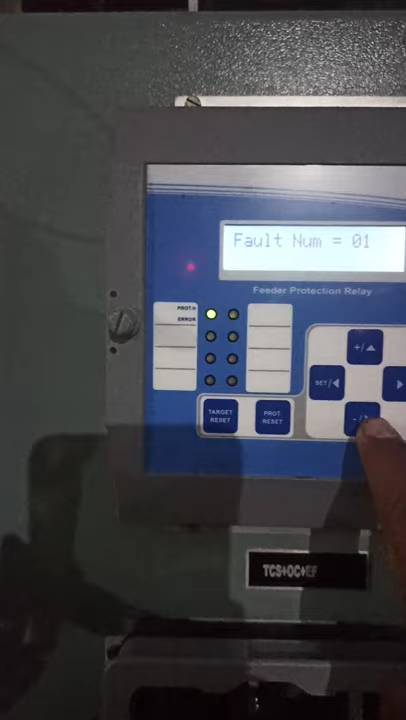 Fault Num = 01
Feeder Protection Relay
PROT.H
ERROR
+/▲
SET/◀
▶
TARGET
RESET
PROT
RESET
TCS+OC+EF